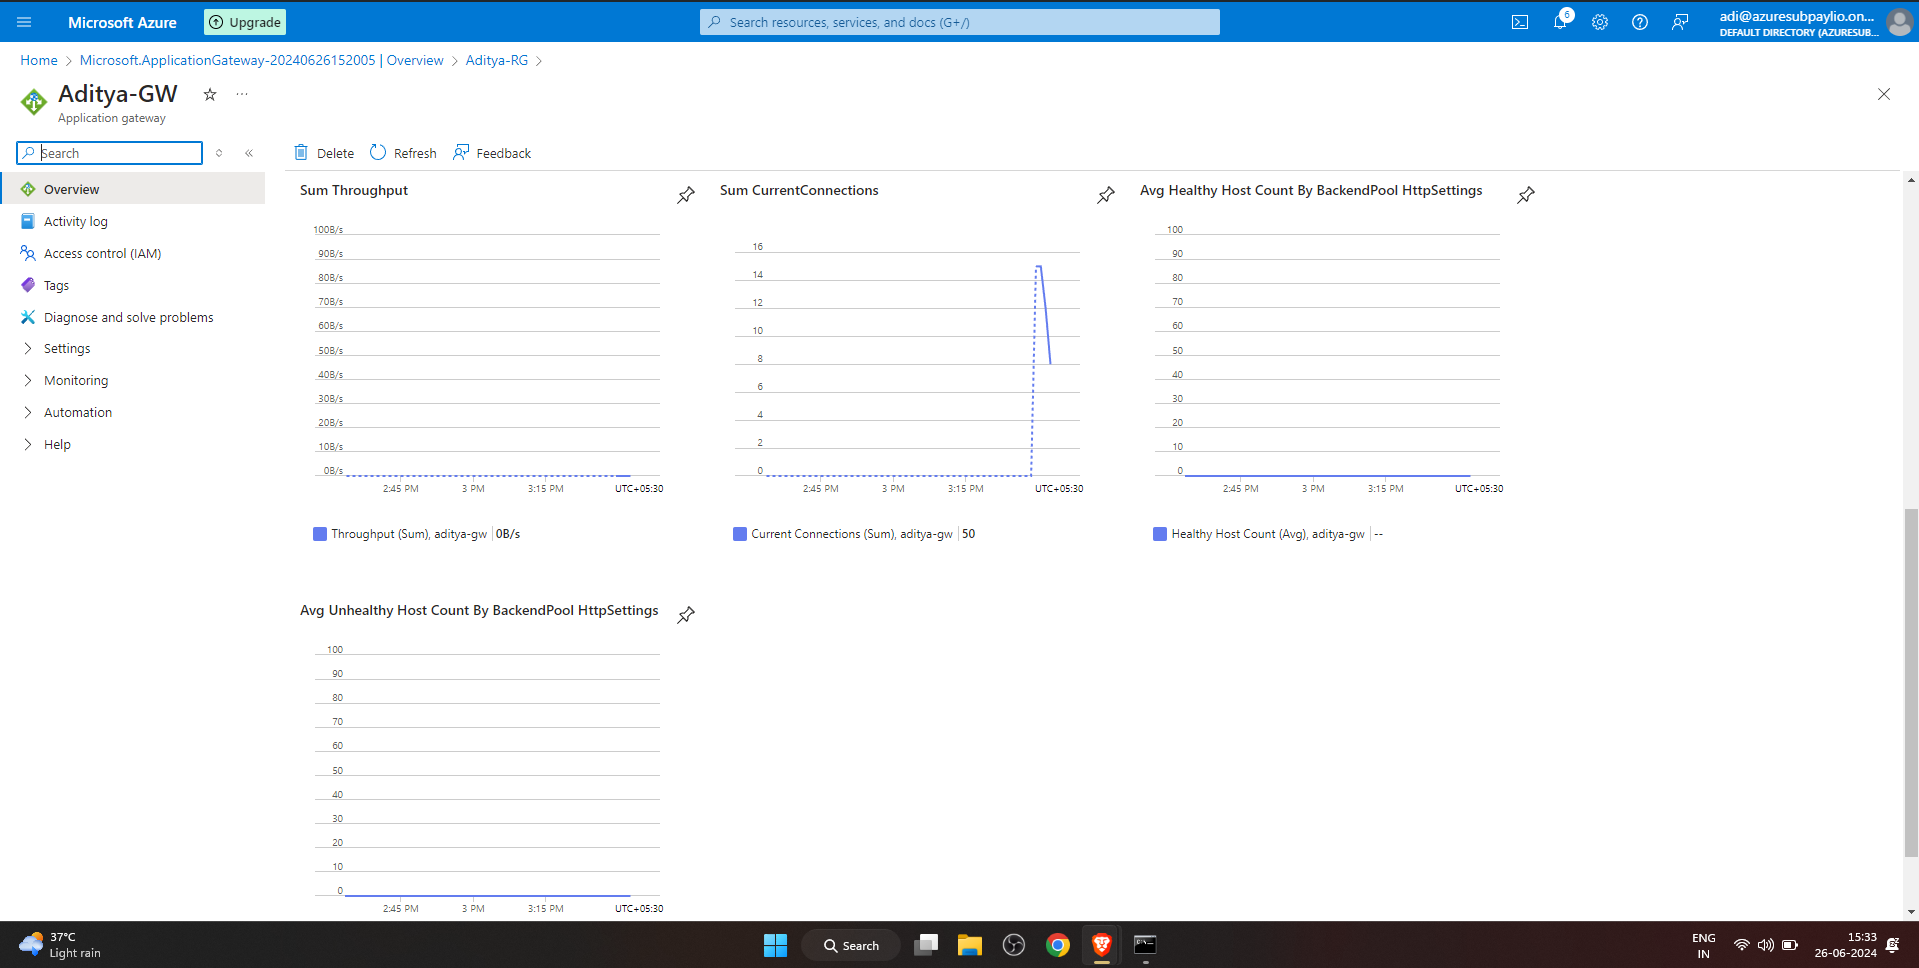 Microsoft Azure
Upgrade
Search resources, services, and docs (G+/)
6
adi@azuresubpaylio.on...
DEFAULT DIRECTORY (AZURESUB...
Home > Microsoft.ApplicationGateway-20240626152005 | Overview > Aditya-RG >
Aditya-GW
Application gateway
Search
Delete
Refresh
Feedback
Overview
Activity log
Access control (IAM)
Tags
Diagnose and solve problems
Settings
Monitoring
Automation
Help
Sum Throughput
100B/s
90B/s
80B/s
70B/s
60B/s
50B/s
40B/s
30B/s
20B/s
10B/s
0B/s
2:45 PM 3 PM 3:15 PM UTC+05:30
Throughput (Sum), aditya-gw | 0B/s
Sum CurrentConnections
16
14
12
10
8
6
4
2
0
2:45 PM 3 PM 3:15 PM UTC+05:30
Current Connections (Sum), aditya-gw | 50
Avg Healthy Host Count By BackendPool HttpSettings
100
90
80
70
60
50
40
30
20
10
0
2:45 PM 3 PM 3:15 PM UTC+05:30
Healthy Host Count (Avg), aditya-gw | --
Avg Unhealthy Host Count By BackendPool HttpSettings
100
90
80
70
60
50
40
30
20
10
0
2:45 PM 3 PM 3:15 PM UTC+05:30
37°C
Light rain
Search
ENG
IN
15:33
26-06-2024